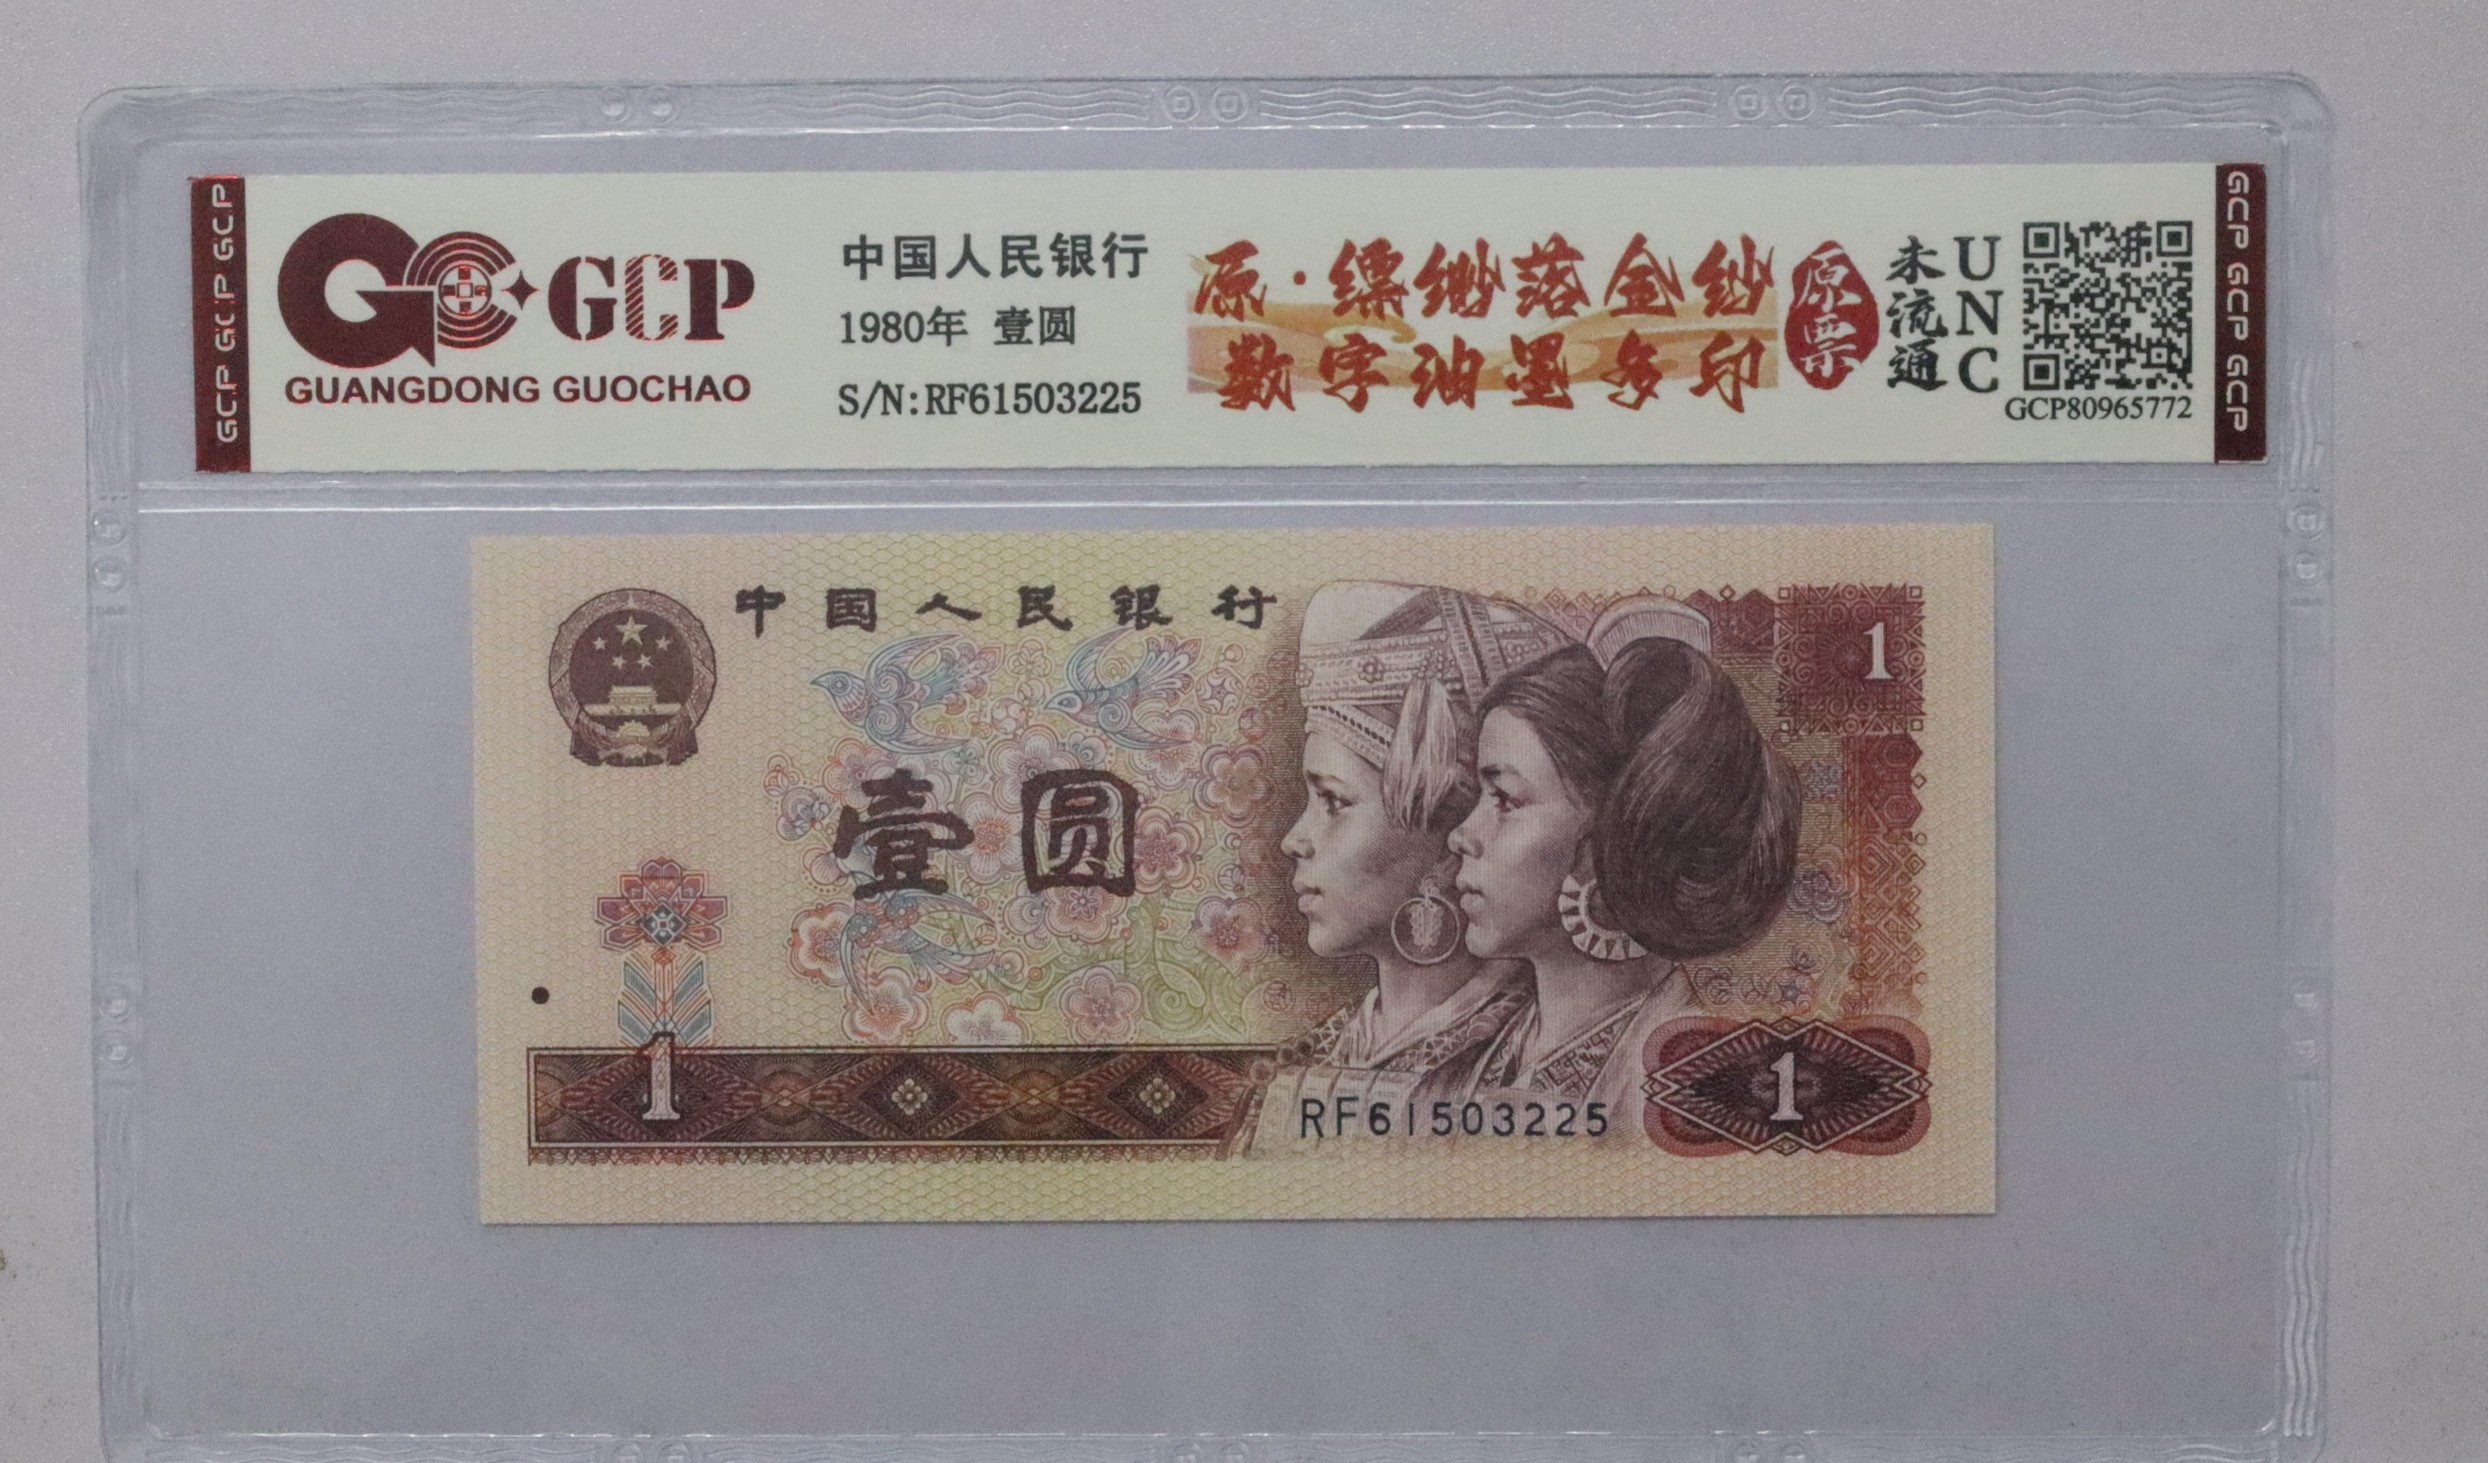 GCP GCP GCP
GCP
GUANGDONG GUOCHAO
中国人民银行
1980年 壹圆
S/N:RF61503225
原·缥缈落金纱
数字油墨多印
原票
未流通
UNC
GCP80965772
GCP GCP GCP
中国人民银行
1
壹圆
1
RF61503225
1